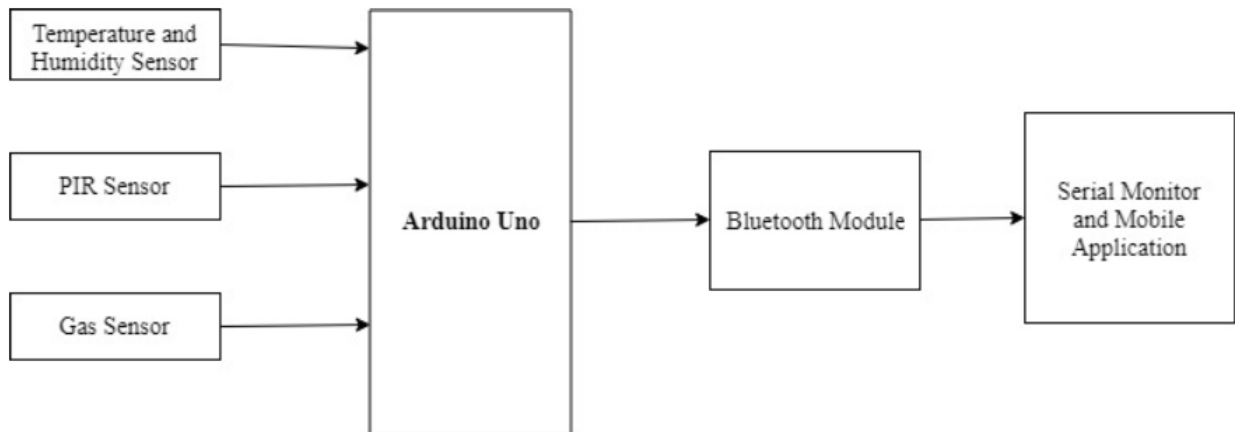 Temperature and
Humidity Sensor
PIR Sensor
Gas Sensor
Arduino Uno
Bluetooth Module
Serial Monitor
and Mobile
Application